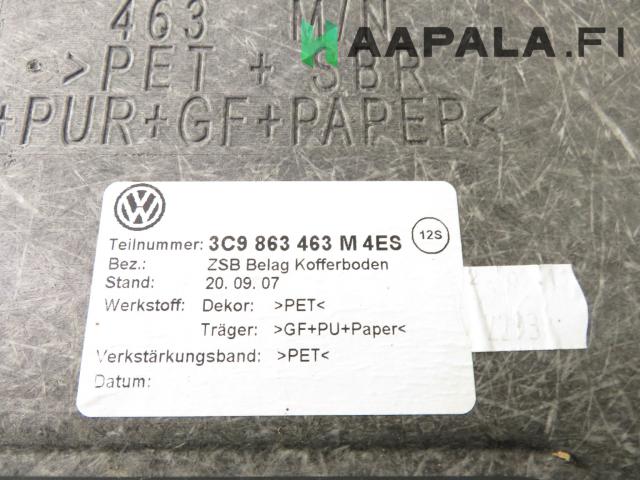 463 M/N
HAAPALA.FI
>PET + SBR
+PUR+GF+PAPER<
Teilnummer: 3C9 863 463 M 4ES
12S
Bez.: ZSB Belag Kofferboden
Stand: 20. 09. 07
Werkstoff: Dekor: >PET<
Träger: >GF+PU+Paper<
Verkstärkungsband: >PET<
Datum: